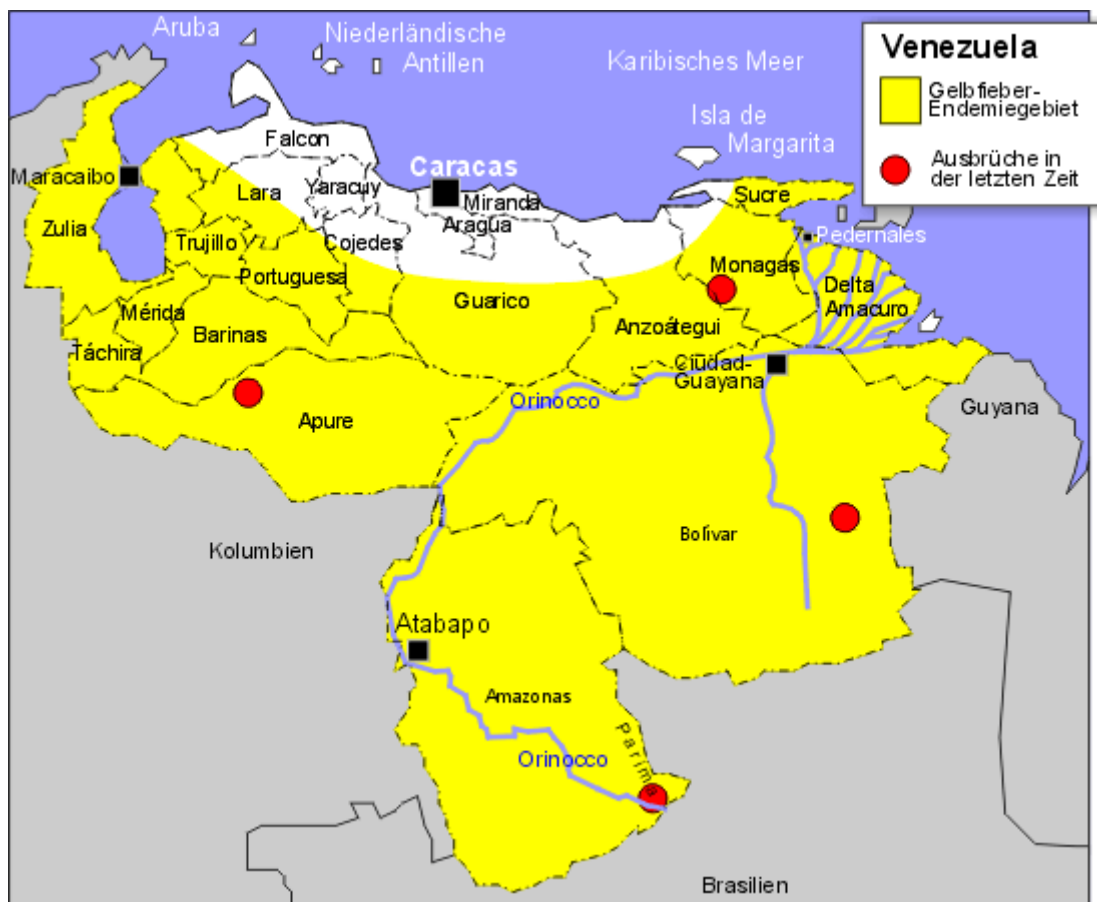 Aruba
Niederländische
Antillen
Karibisches Meer
Isla de
Margarita
Venezuela
Gelbfieber-
Endemiegebiet
Ausbrüche in
der letzten Zeit
Falcon
Caracas
Maracaibo
Lara
Yaracuy
Miranda
Aragua
Sucre
Zulia
Trujillo
Cojedes
Pedernales
Portuguesa
Monagas
Delta
Amacuro
Guarico
Mérida
Barinas
Anzoátegui
Táchira
Ciudad-
Guayana
Orinocco
Apure
Guyana
Kolumbien
Bolívar
Atabapo
Amazonas
Parima
Orinocco
Brasilien